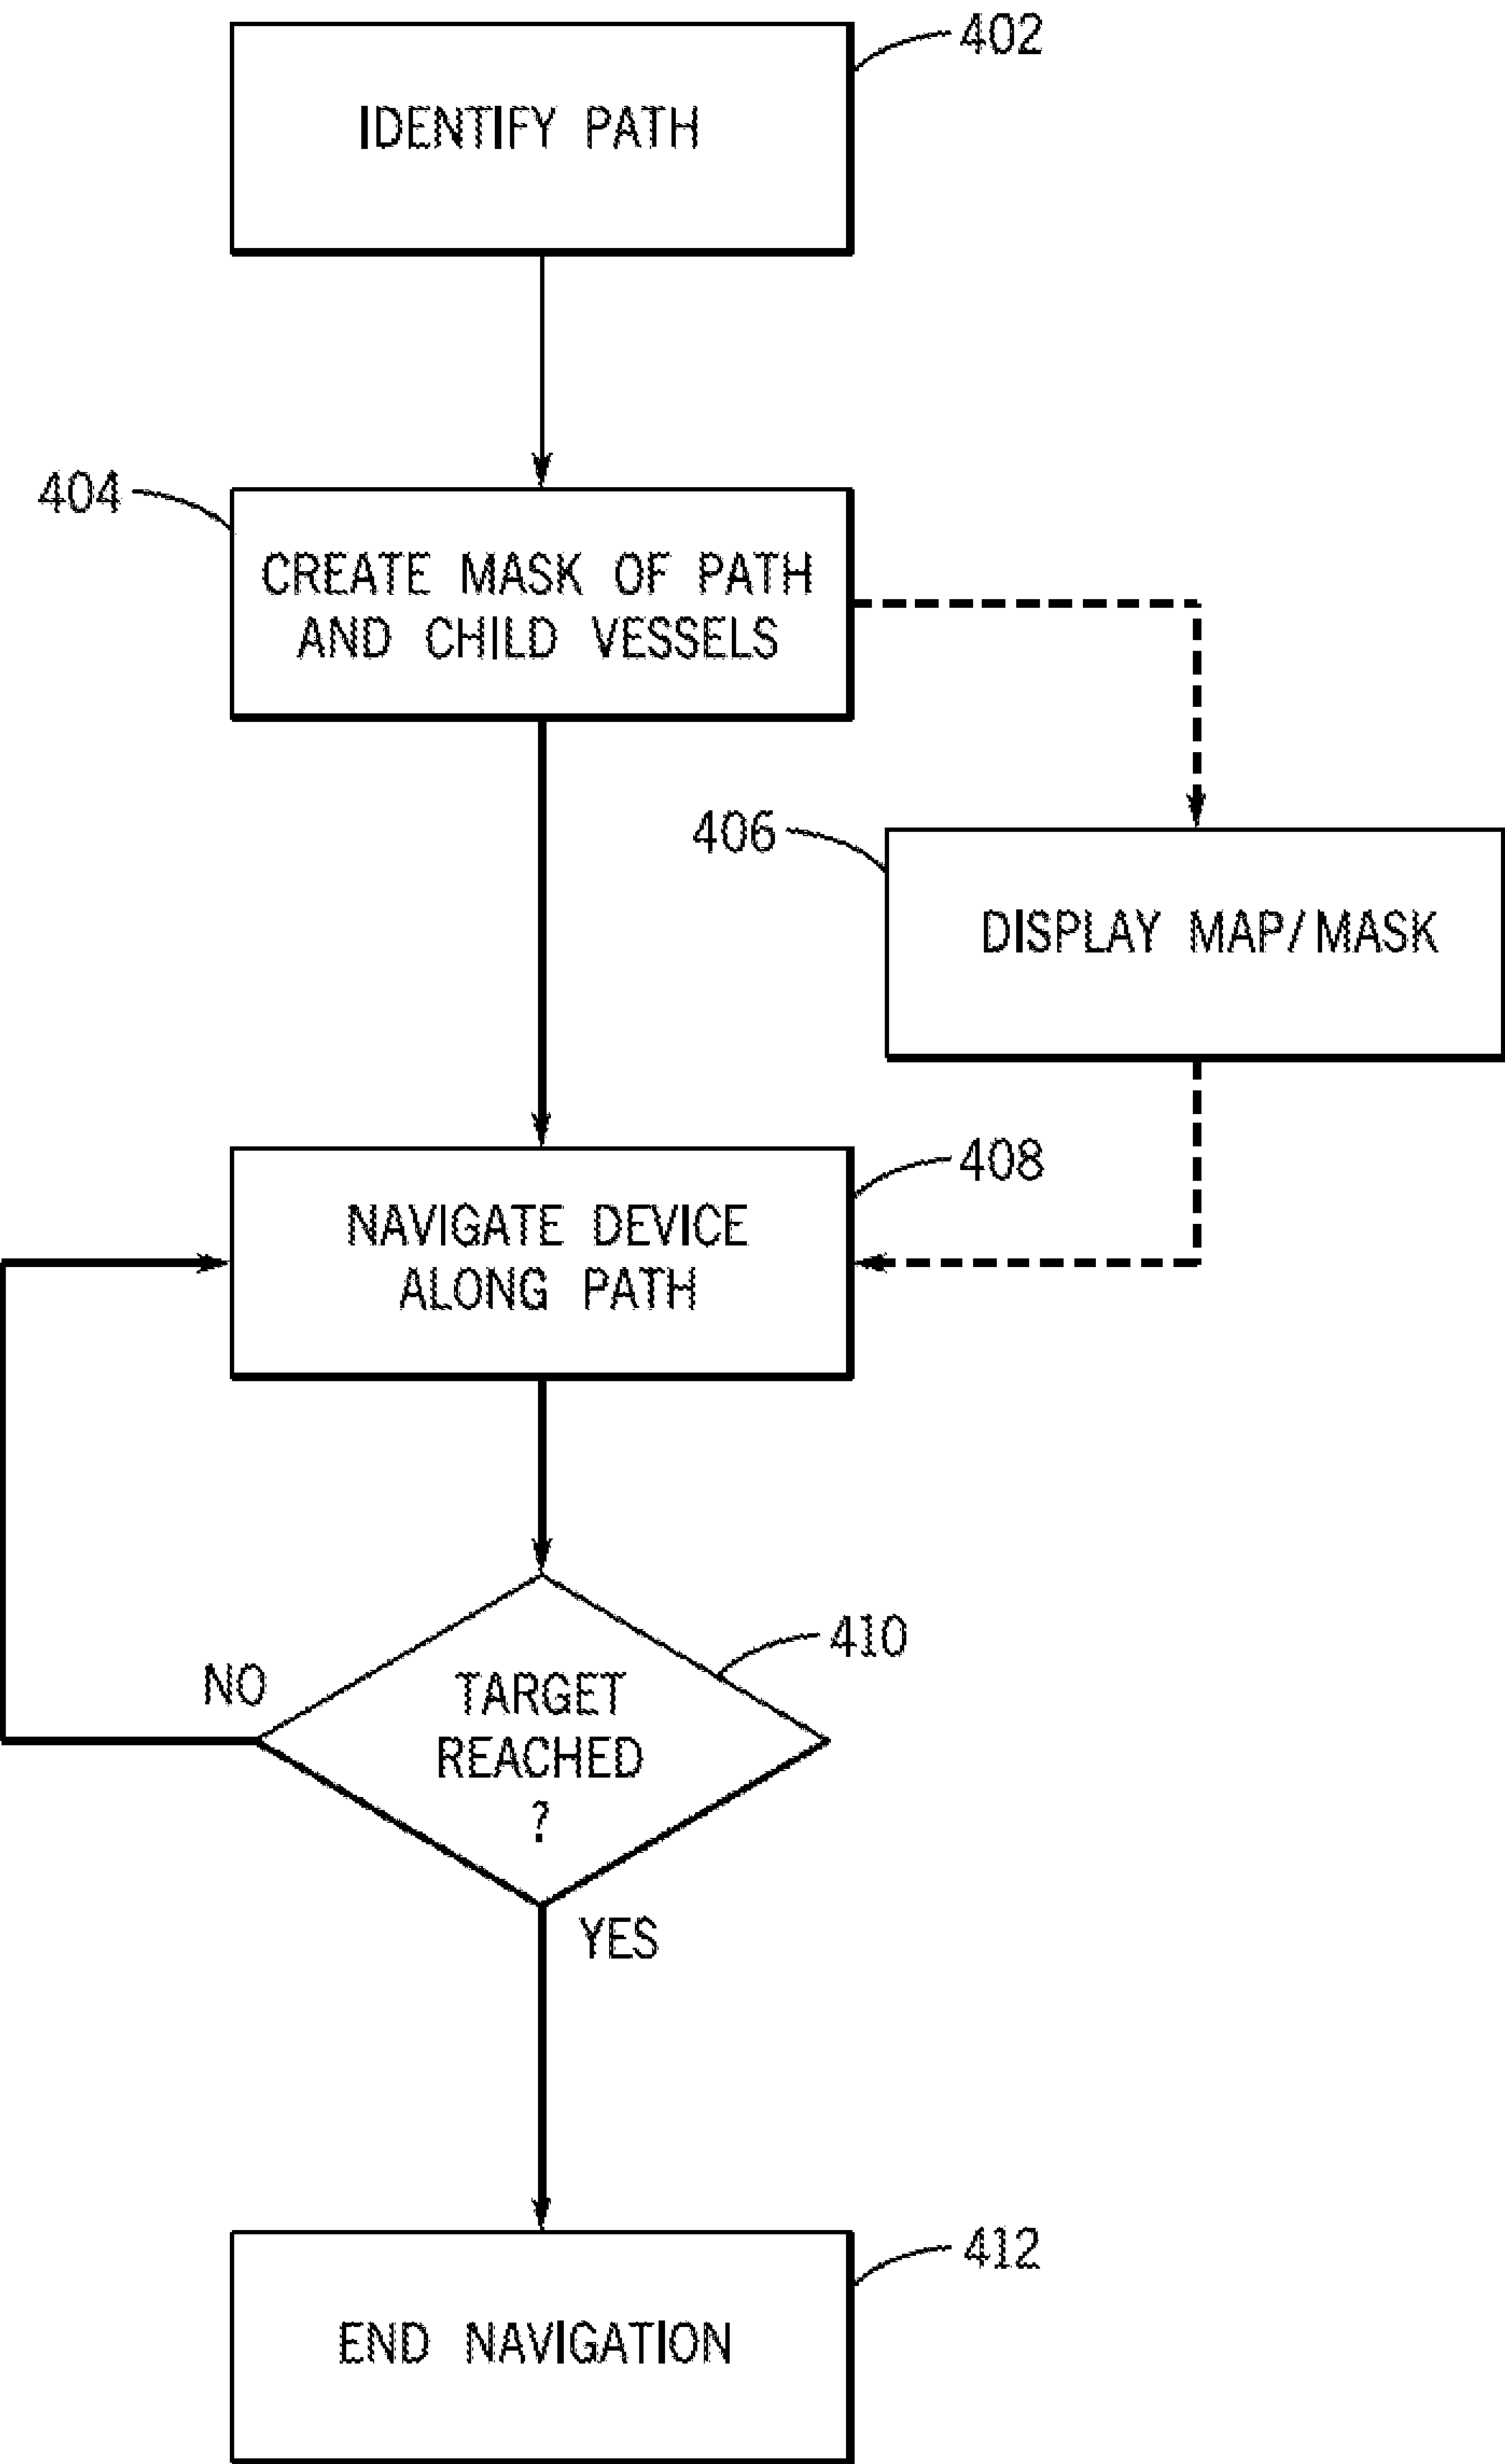 402
IDENTIFY PATH
404
CREATE MASK OF PATH
AND CHILD VESSELS
406
DISPLAY MAP/MASK
408
NAVIGATE DEVICE
ALONG PATH
410
NO
TARGET
REACHED
?
YES
412
END NAVIGATION